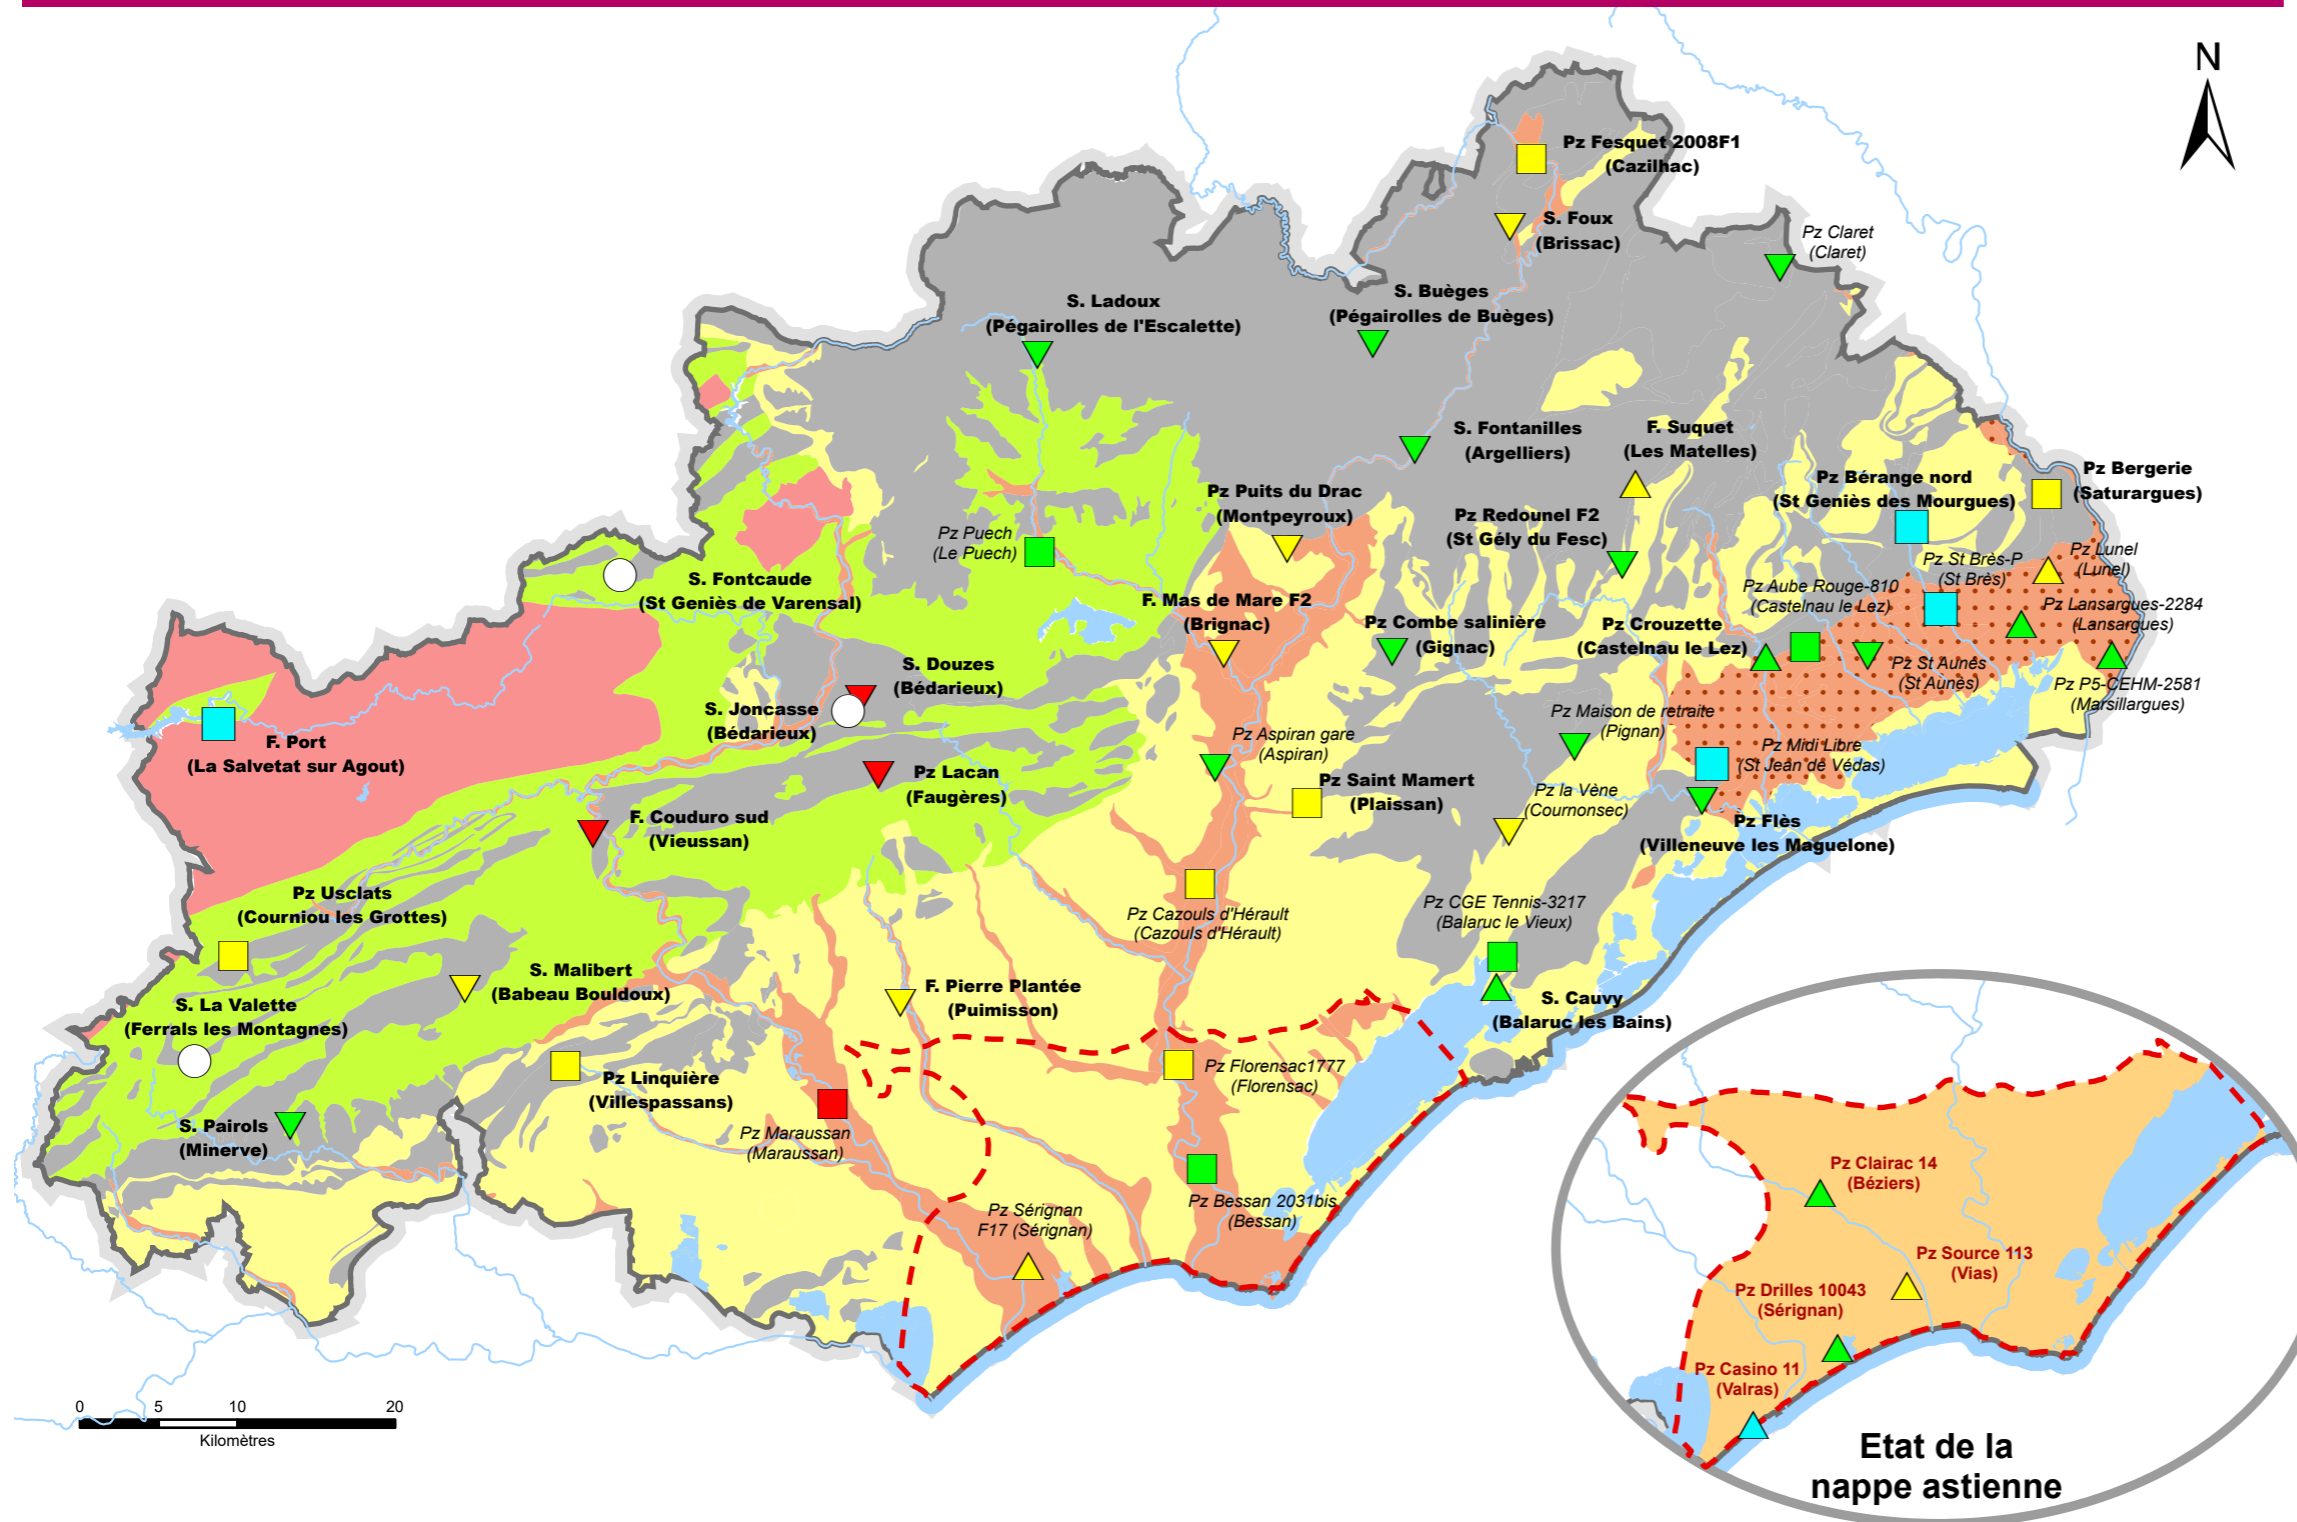 N
Pz Fesquet 2008F1
(Cazilhac)
S. Foux
(Brissac)
Pz Claret
(Claret)
S. Ladoux
(Pégairolles de l'Escalette)
S. Buèges
(Pégairolles de Buèges)
S. Fontanilles
(Argelliers)
F. Suquet
(Les Matelles)
Pz Bérange nord
(St Geniès des Mourgues)
Pz Bergerie
(Saturargues)
Pz Puits du Drac
(Montpeyroux)
Pz Redounel F2
(St Gély du Fesc)
Pz Puech
(Le Puech)
Pz St Brès-P
(St Brès)
Pz Lunel
(Lunel)
S. Fontcaude
(St Geniès de Varensal)
Pz Aube Rouge-810
(Castelnau le Lez)
F. Mas de Mare F2
(Brignac)
Pz Combe salinière
(Gignac)
Pz Crouzette
(Castelnau le Lez)
Pz Lansargues-2284
(Lansargues)
S. Douzes
(Bédarieux)
Pz St Aunès
(St Aunès)
Pz P5-CEHM-2581
(Marsillargues)
S. Joncasse
(Bédarieux)
Pz Maison de retraite
(Pignan)
F. Port
(La Salvetat sur Agout)
Pz Aspiran gare
(Aspiran)
Pz Midi Libre
(St Jean de Védas)
Pz Lacan
(Faugères)
Pz Saint Mamert
(Plaissan)
Pz la Vène
(Cournonsec)
F. Couduro sud
(Vieussan)
Pz Flès
(Villeneuve les Maguelone)
Pz Usclats
(Courniou les Grottes)
Pz Cazouls d'Hérault
(Cazouls d'Hérault)
Pz CGE Tennis-3217
(Balaruc le Vieux)
S. Malibert
(Babeau Bouldoux)
F. Pierre Plantée
(Puimisson)
S. La Valette
(Ferrals les Montagnes)
S. Cauvy
(Balaruc les Bains)
Pz Linquière
(Villespassans)
Pz Florensac1777
(Florensac)
S. Pairols
(Minerve)
Pz Maraussan
(Maraussan)
Pz Bessan 2031bis
(Bessan)
Pz Sérignan
F17 (Sérignan)
Pz Clairac 14
(Béziers)
Pz Source 113
(Vias)
Pz Drilles 10043
(Sérignan)
Pz Casino 11
(Valras)
0 5 10 20
Kilomètres
Etat de la
nappe astienne